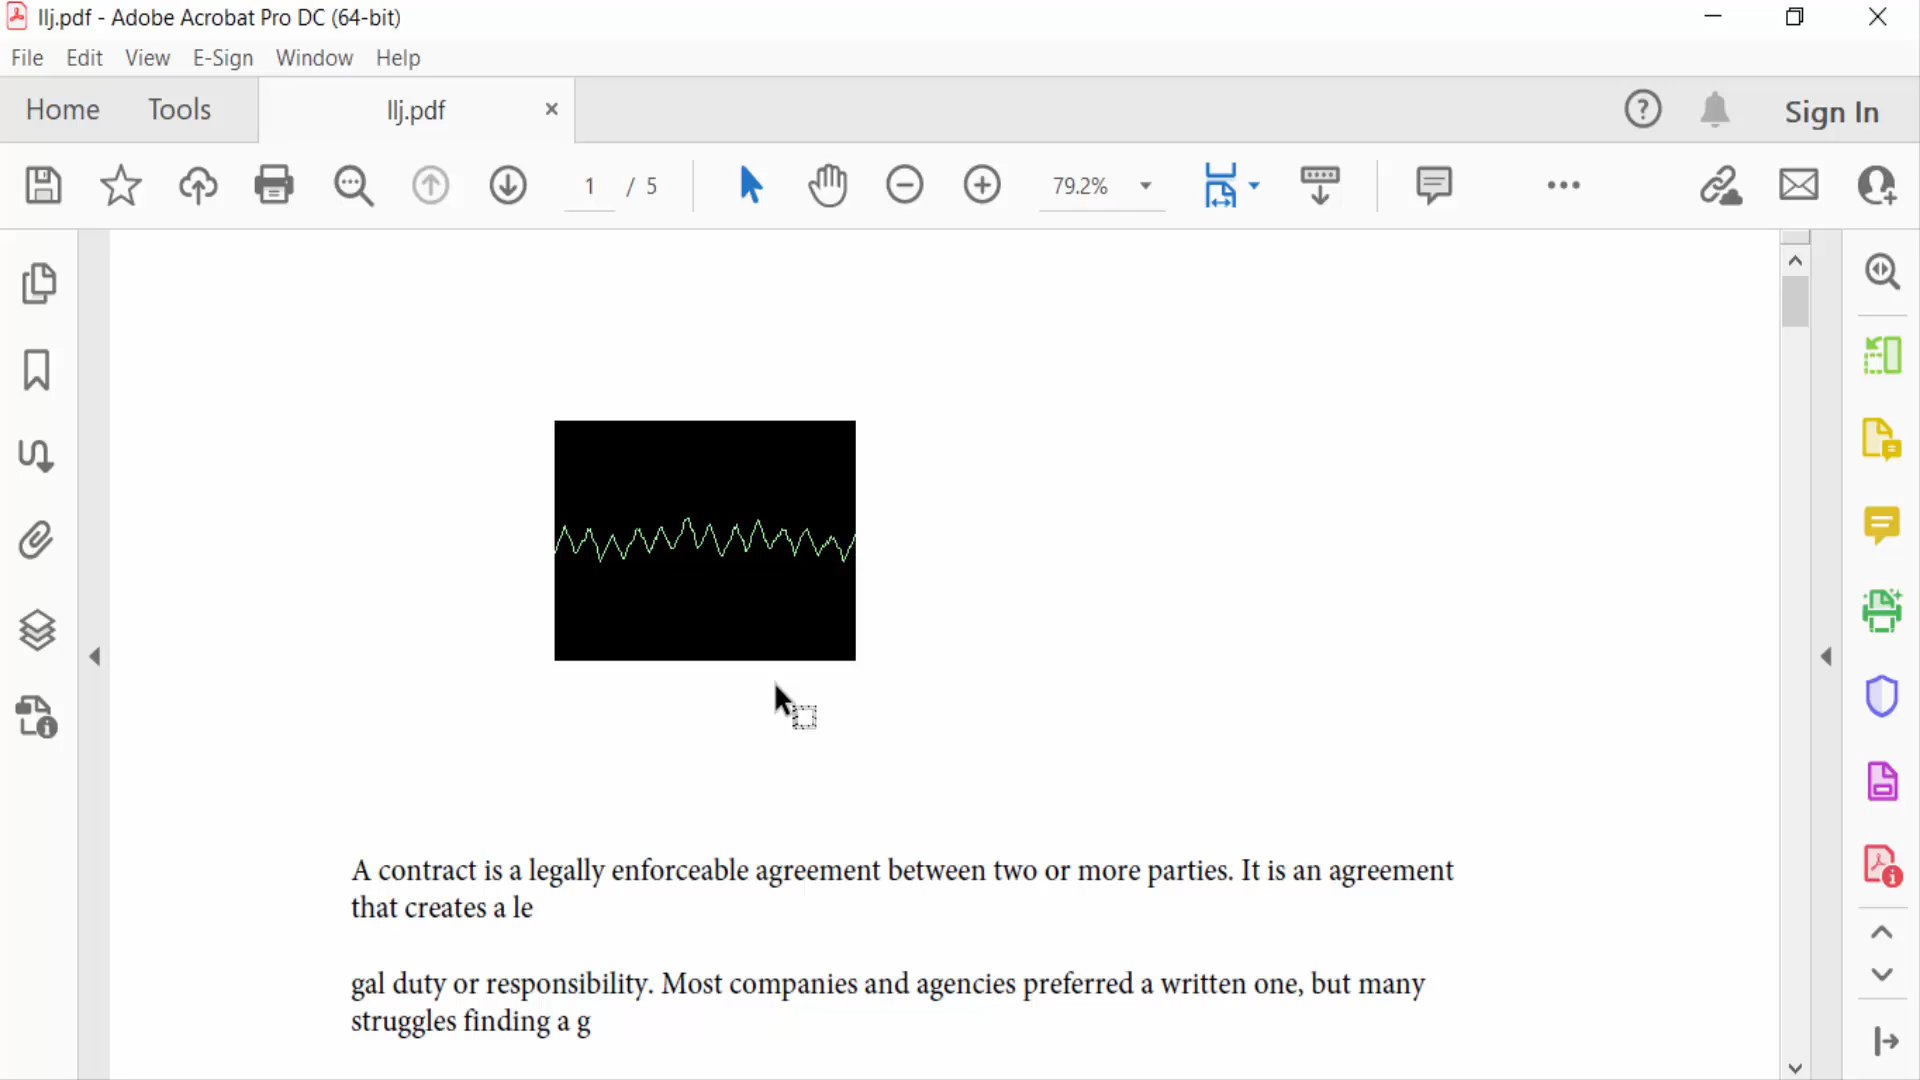 llj.pdf - Adobe Acrobat Pro DC (64-bit)
File Edit View E-Sign Window Help
Home Tools llj.pdf × ? Sign In
1 / 5 79.2%
A contract is a legally enforceable agreement between two or more parties. It is an agreement
that creates a le
gal duty or responsibility. Most companies and agencies preferred a written one, but many
struggles finding a g